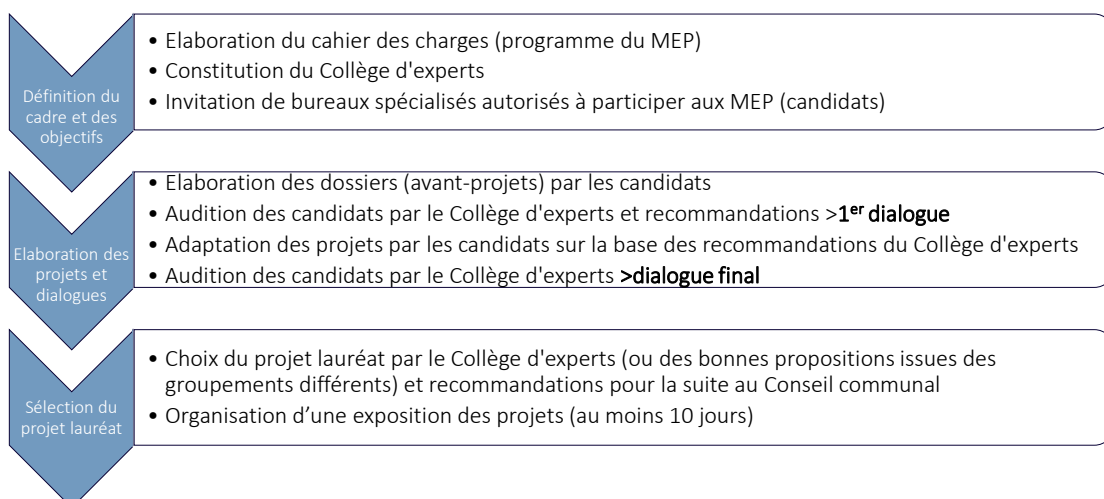 Définition du
cadre et des
objectifs
• Elaboration du cahier des charges (programme du MEP)
• Constitution du Collège d'experts
• Invitation de bureaux spécialisés autorisés à participer aux MEP (candidats)
Elaboration des
projets et
dialogues
• Elaboration des dossiers (avant-projets) par les candidats
• Audition des candidats par le Collège d'experts et recommandations >1er dialogue
• Adaptation des projets par les candidats sur la base des recommandations du Collège d'experts
• Audition des candidats par le Collège d'experts >dialogue final
Sélection du
projet lauréat
• Choix du projet lauréat par le Collège d'experts (ou des bonnes propositions issues des
groupements différents) et recommandations pour la suite au Conseil communal
• Organisation d’une exposition des projets (au moins 10 jours)